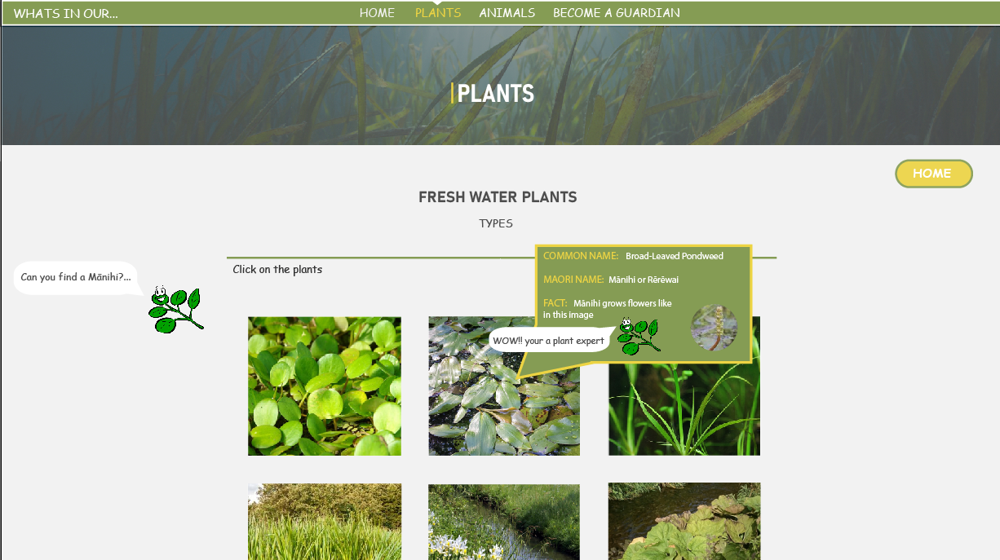 WHATS IN OUR...
HOME PLANTS ANIMALS BECOME A GUARDIAN
PLANTS
HOME
FRESH WATER PLANTS
TYPES
Can you find a Mānihi?...
Click on the plants
COMMON NAME: Broad-Leaved Pondweed
MAORI NAME: Mānihi or Rērēwai
FACT: Mānihi grows flowers like
in this image
WOW!! your a plant expert